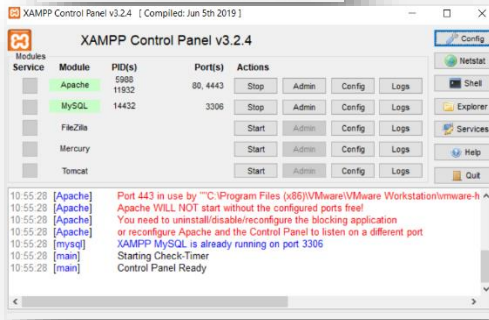 XAMPP Control Panel v3.2.4 [ Compiled: Jun 5th 2019 ]
XAMPP Control Panel v3.2.4
Config
Modules
Service Module PID(s) Port(s) Actions
Netstat
Apache 5988 11932 80, 4443 Stop Admin Config Logs
Shell
MySQL 14432 3306 Stop Admin Config Logs
Explorer
FileZilla Start Admin Config Logs
Services
Mercury Start Admin Config Logs
Help
Tomcat Start Admin Config Logs
Quit
10:55:28 [Apache] Port 443 in use by ""C:\Program Files (x86)\VMware\VMware Workstation\vmware-h
10:55:28 [Apache] Apache WILL NOT start without the configured ports free!
10:55:28 [Apache] You need to uninstall/disable/reconfigure the blocking application
10:55:28 [Apache] or reconfigure Apache and the Control Panel to listen on a different port
10:55:28 [mysql] XAMPP MySQL is already running on port 3306
10:55:28 [main] Starting Check-Timer
10:55:28 [main] Control Panel Ready